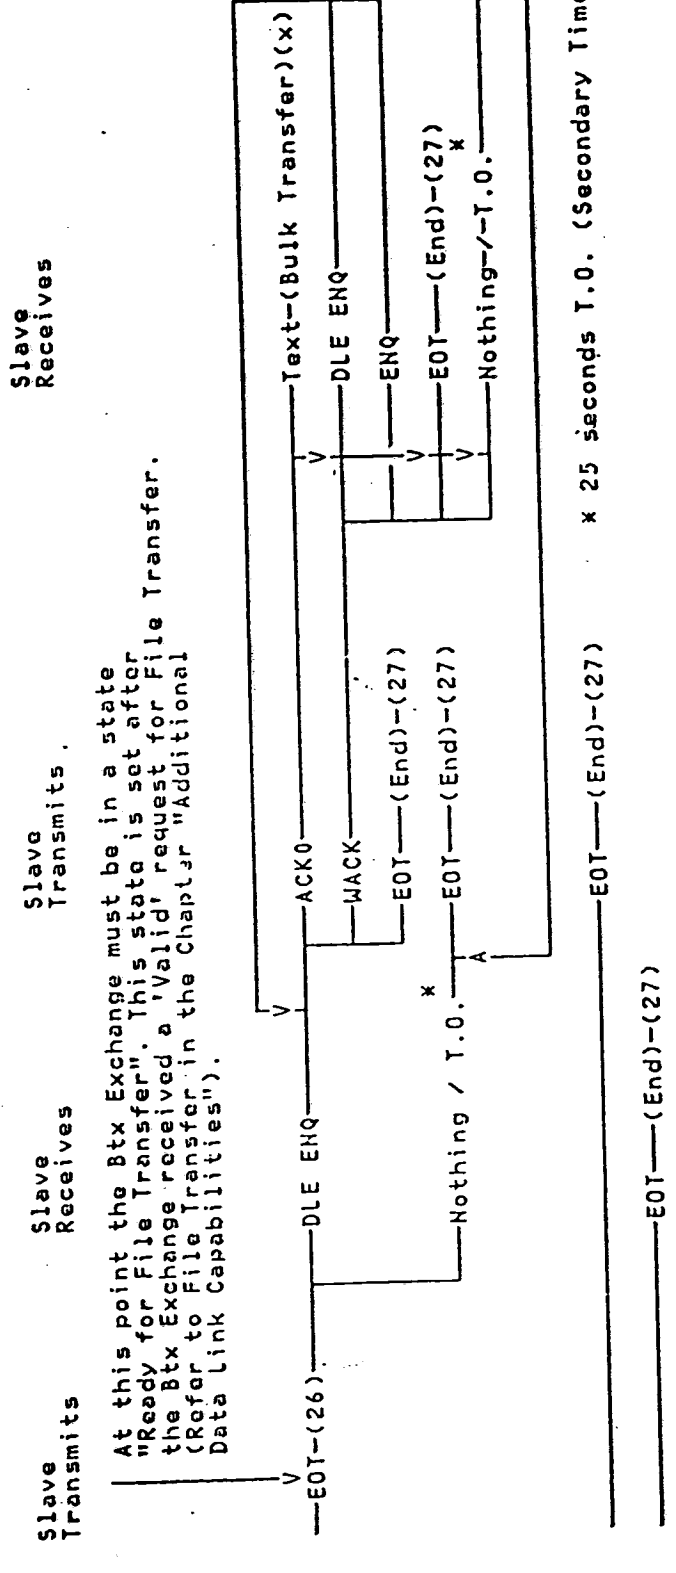 Slave
Transmits
Slave
Receives
Slave
Transmits.
Slave
Receives
At this point the Btx Exchange must be in a state
"Ready for File Transfer". This state is set after
the Btx Exchange received a 'Valid' request for File Transfer.
(Refer to File Transfer in the Chapter "Additional
Data Link Capabilities").
V
EOT-(26)
DLE ENQ
V
ACK0
V
Text-(Bulk Transfer)(x)
WACK
DLE ENQ
EOT—(End)-(27)
V
ENQ
Nothing / T.O.
*
A
EOT—(End)-(27)
V
EOT—(End)-(27)
*
Nothing-/-T.O.
EOT—(End)-(27)
* 25 seconds T.O. (Secondary
EOT—(End)-(27)